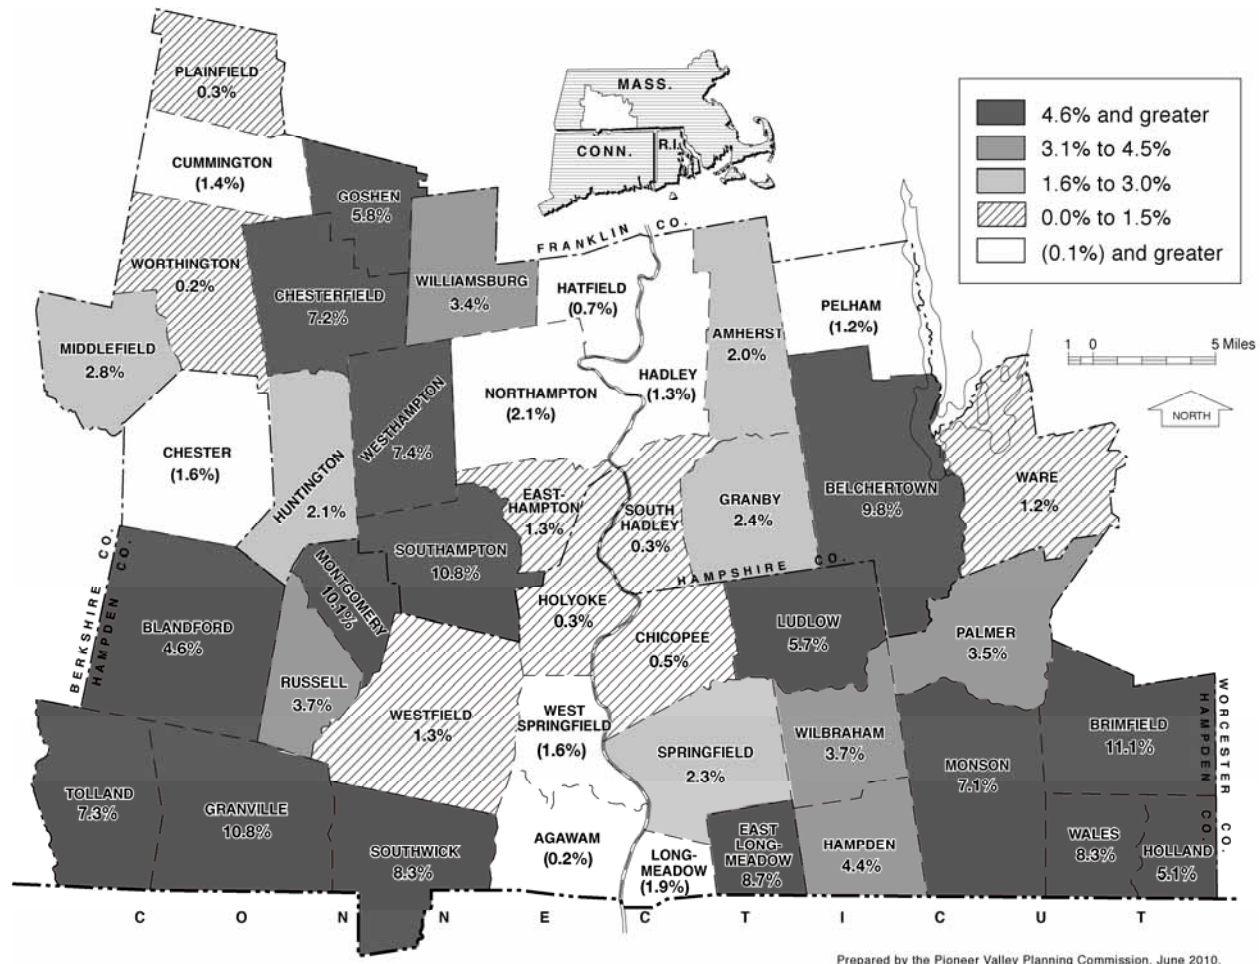 PLAINFIELD
0.3%
CUMMINGTON
(1.4%)
GOSHEN
5.8%
MASS.
CONN.
R.I.
4.6% and greater
3.1% to 4.5%
1.6% to 3.0%
0.0% to 1.5%
(0.1%) and greater
FRANKLIN CO.
WORTHINGTON
0.2%
CHESTERFIELD
7.2%
WILLIAMSBURG
3.4%
HATFIELD
(0.7%)
PELHAM
(1.2%)
MIDDLEFIELD
2.8%
AMHERST
2.0%
1 0 5 Miles
NORTH
NORTHAMPTON
(2.1%)
HADLEY
(1.3%)
CHESTER
(1.6%)
WESTHAMPTON
7.4%
HUNTINGTON
2.1%
EAST-
HAMPTON
1.3%
SOUTH
HADLEY
0.3%
GRANBY
2.4%
BELCHERTOWN
9.8%
WARE
1.2%
BERKSHIRE CO.
HAMPDEN CO.
SOUTHAMPTON
10.8%
MONTGOMERY
10.1%
HAMPSHIRE CO.
BLANDFORD
4.6%
HOLYOKE
0.3%
CHICOPEE
0.5%
LUDLOW
5.7%
PALMER
3.5%
RUSSELL
3.7%
WESTFIELD
1.3%
WEST
SPRINGFIELD
(1.6%)
SPRINGFIELD
2.3%
WILBRAHAM
3.7%
MONSON
7.1%
BRIMFIELD
11.1%
HAMPDEN CO.
WORCESTER CO.
TOLLAND
7.3%
GRANVILLE
10.8%
SOUTHWICK
8.3%
AGAWAM
(0.2%)
LONG-
MEADOW
(1.9%)
EAST
LONG-
MEADOW
8.7%
HAMPDEN
4.4%
WALES
8.3%
HOLLAND
5.1%
CONNECTICUT
Prepared by the Pioneer Valley Planning Commission, June 2010.